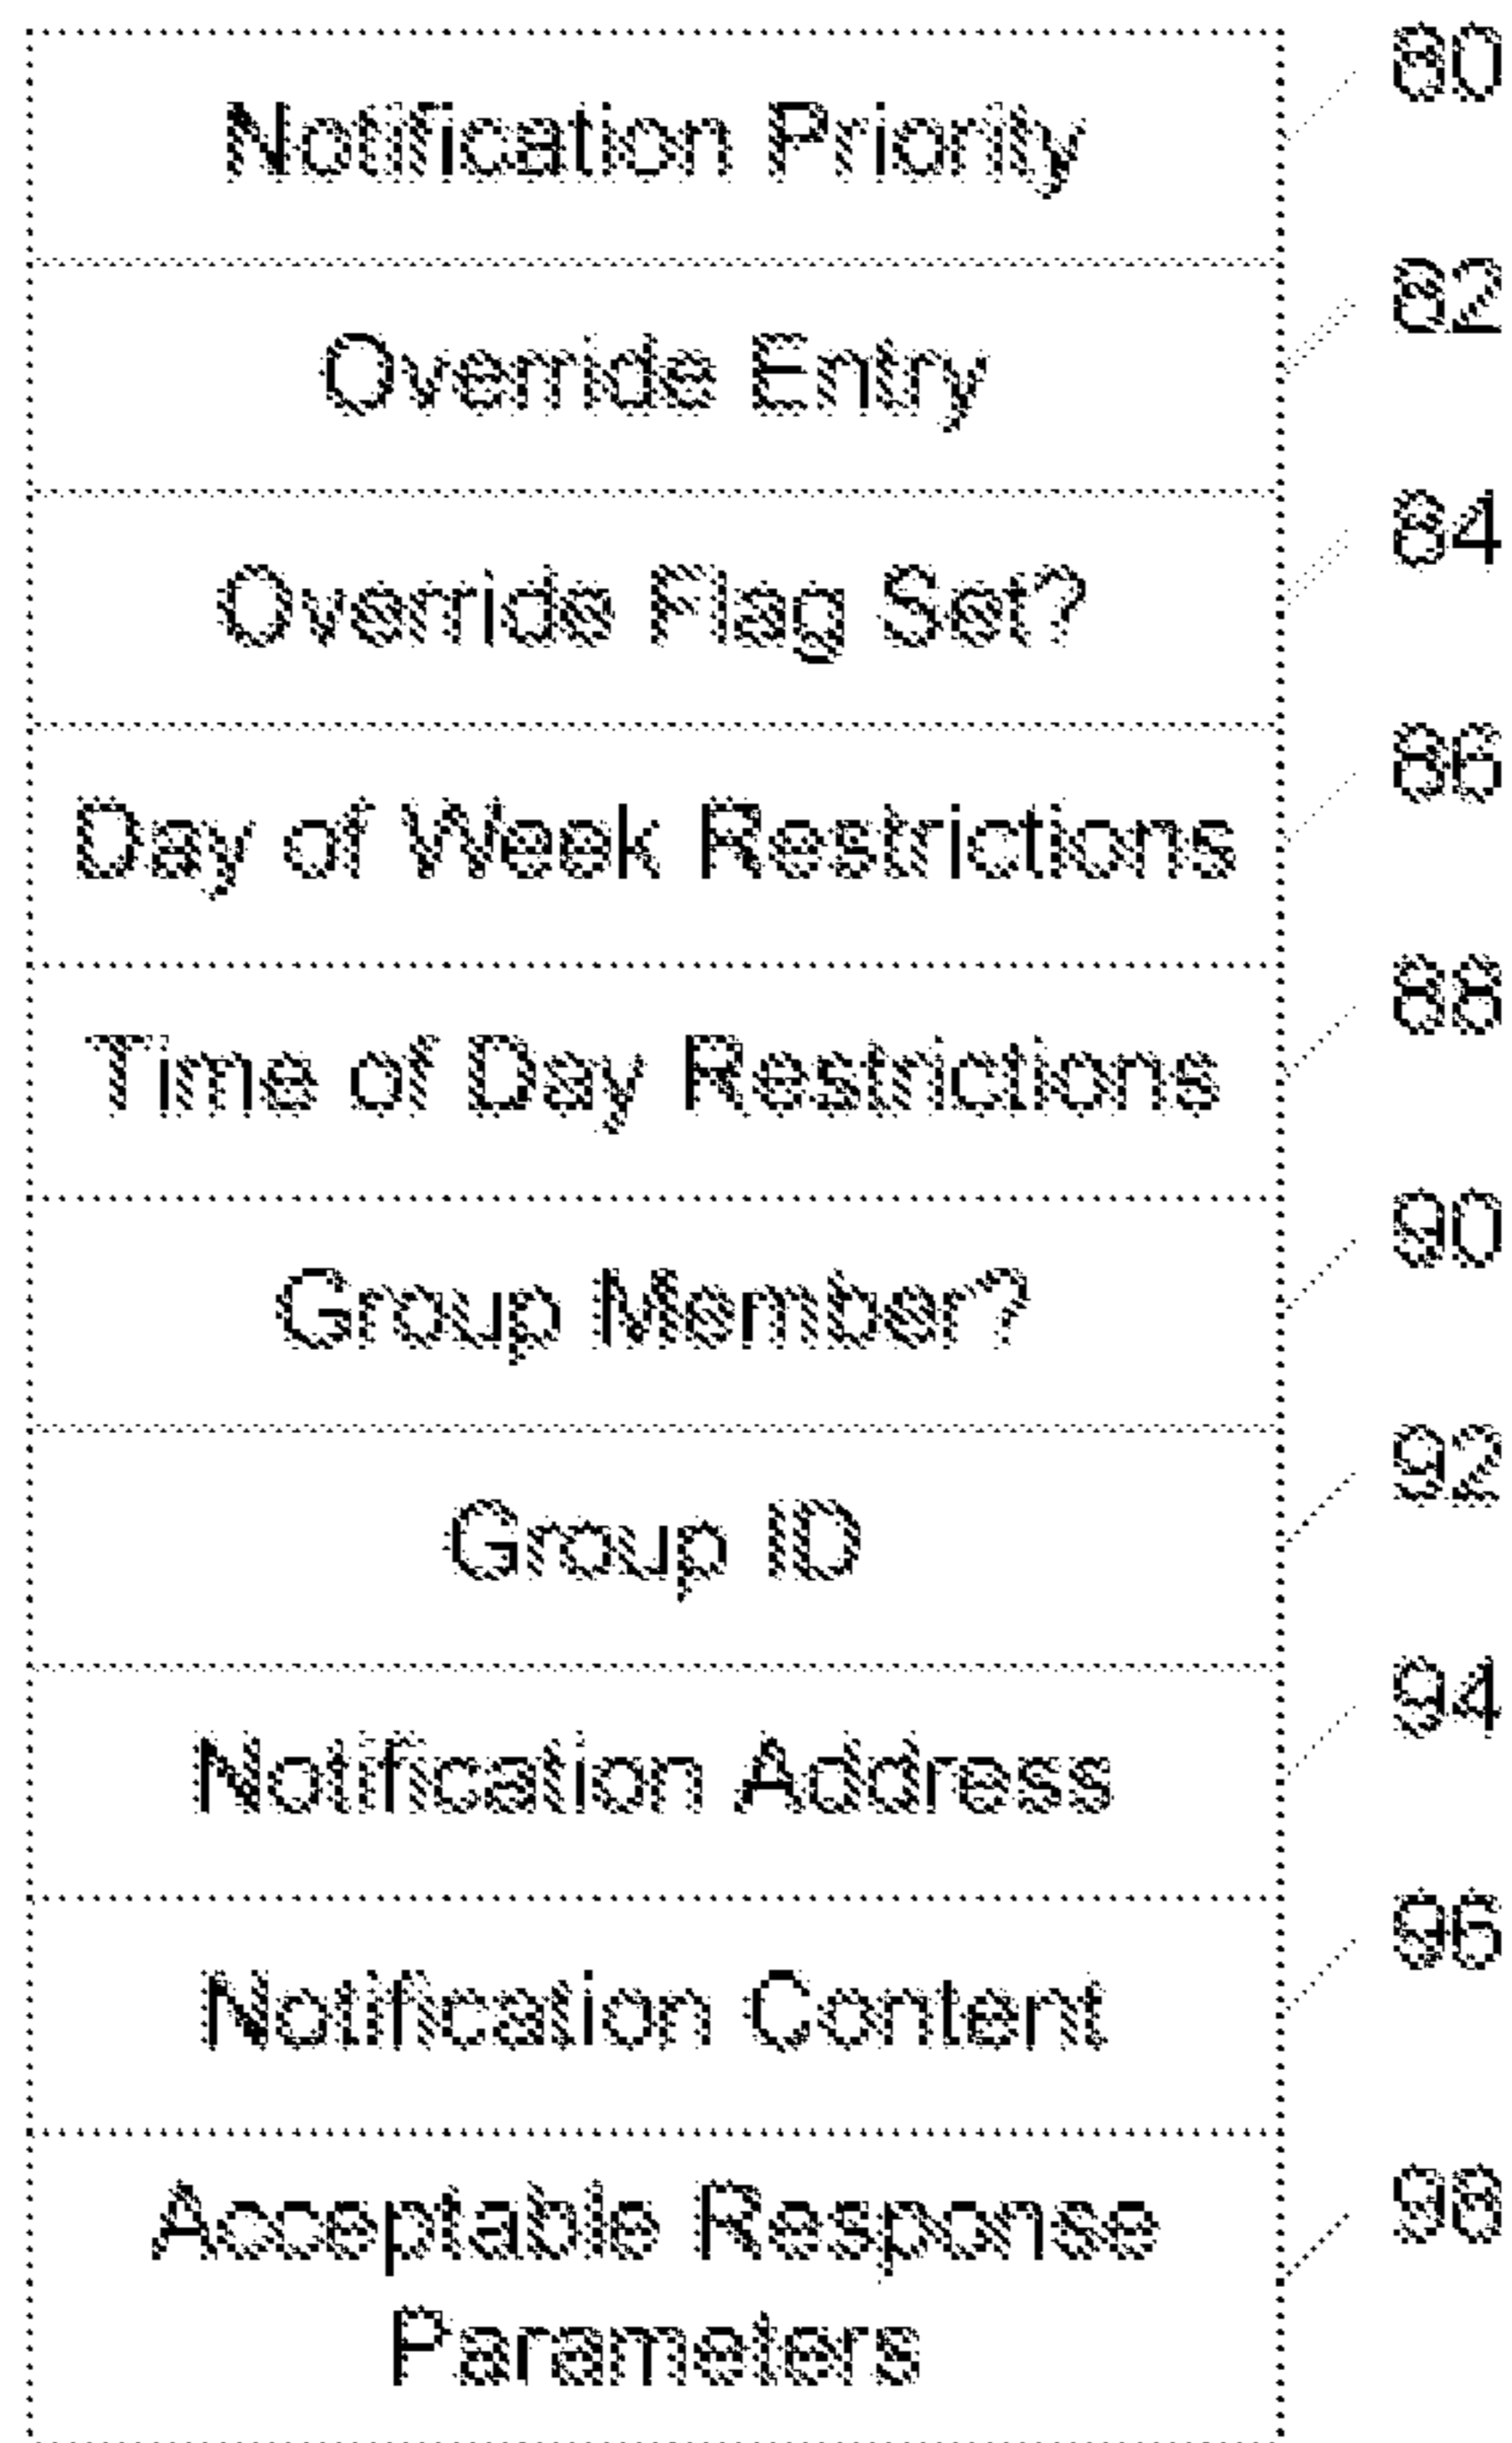 Notification Priority 80
Override Entry 82
Override Flag Set? 84
Day of Week Restrictions 86
Time of Day Restrictions 88
Group Member? 90
Group ID 92
Notification Address 94
Notification Content 96
Acceptable Response 98
Parameters